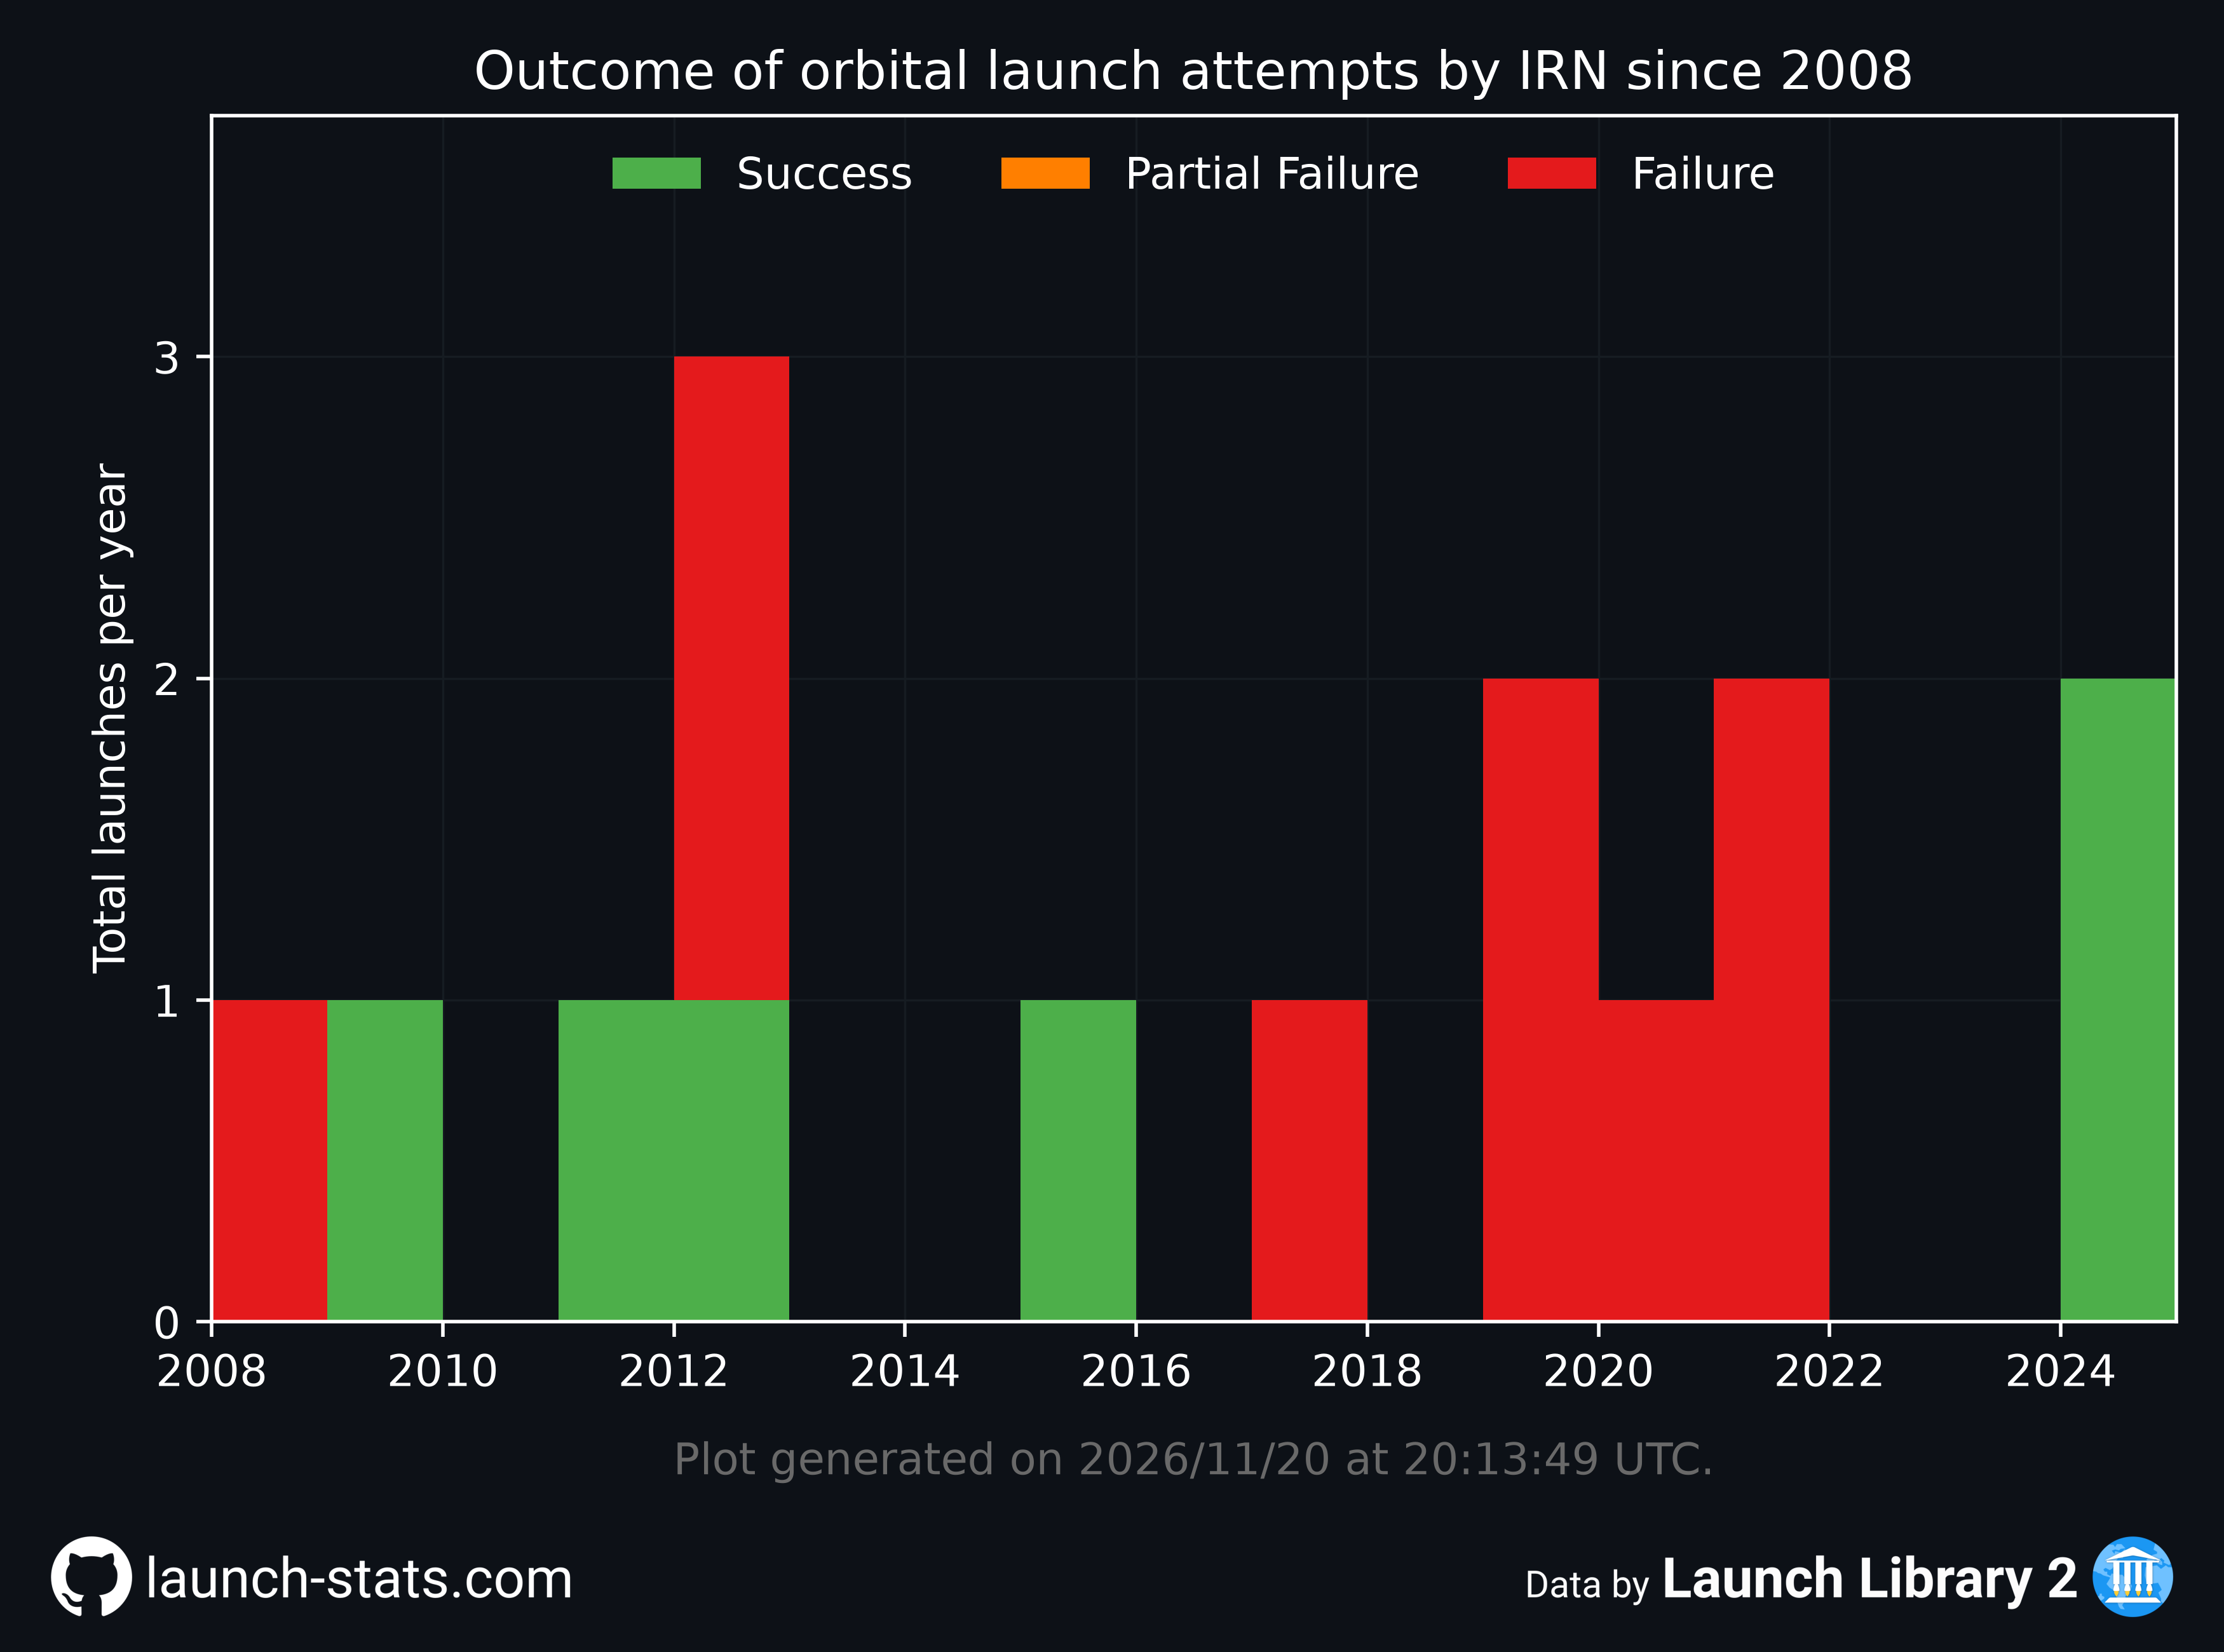 Outcome of orbital launch attempts by IRN since 2008
Success Partial Failure Failure
Total launches per year
3
2
1
0
2008 2010 2012 2014 2016 2018 2020 2022 2024
Plot generated on 2026/11/20 at 20:13:49 UTC.
launch-stats.com
Data by Launch Library 2